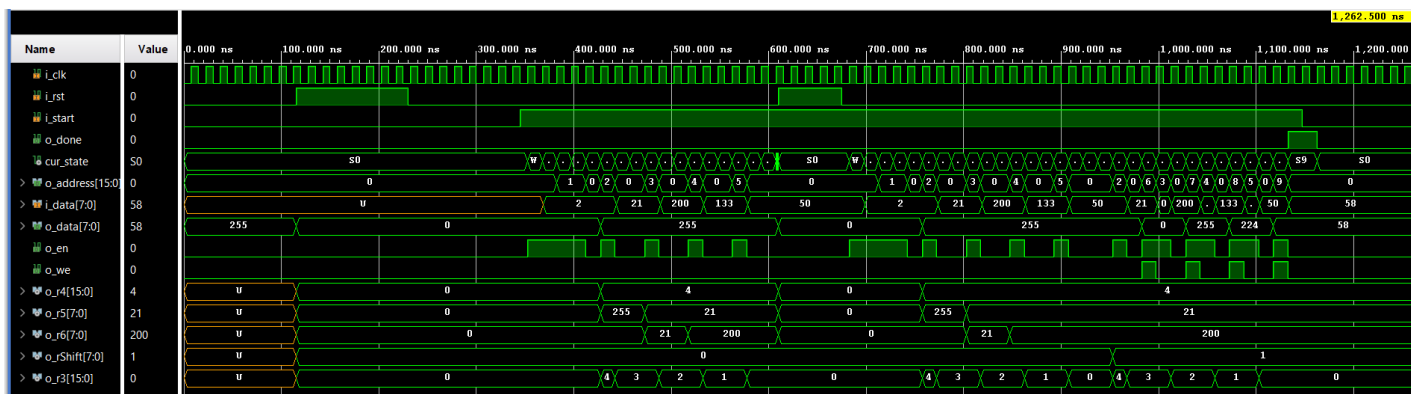 1,262.500 ns
Name Value 0.000 ns 100.000 ns 200.000 ns 300.000 ns 400.000 ns 500.000 ns 600.000 ns 700.000 ns 800.000 ns 900.000 ns 1,000.000 ns 1,100.000 ns 1,200.000
i_clk 0
i_rst 0
i_start 0
o_done 0
cur_state S0 S0 W . . . . . . . . . . . . . . . . S0 W . . . . . . . . . . . . . . . . . . . . . . . . . . . . . S9 S0
o_address[15:0] 0 0 1 0 2 0 3 0 4 0 5 0 1 0 2 0 3 0 4 0 5 0 2 0 6 3 0 7 4 0 8 5 0 9 0
i_data[7:0] 58 U 2 21 200 133 50 2 21 200 133 50 21 0 200 . 133 . 50 58
o_data[7:0] 58 255 0 255 0 255 0 255 224 58
o_en 0
o_we 0
o_r4[15:0] 4 U 0 4 0 4
o_r5[7:0] 21 U 0 255 21 0 255 21
o_r6[7:0] 200 U 0 21 200 0 21 200
o_rShift[7:0] 1 U 0 1
o_r3[15:0] 0 U 0 4 3 2 1 0 4 3 2 1 0 4 3 2 1 0